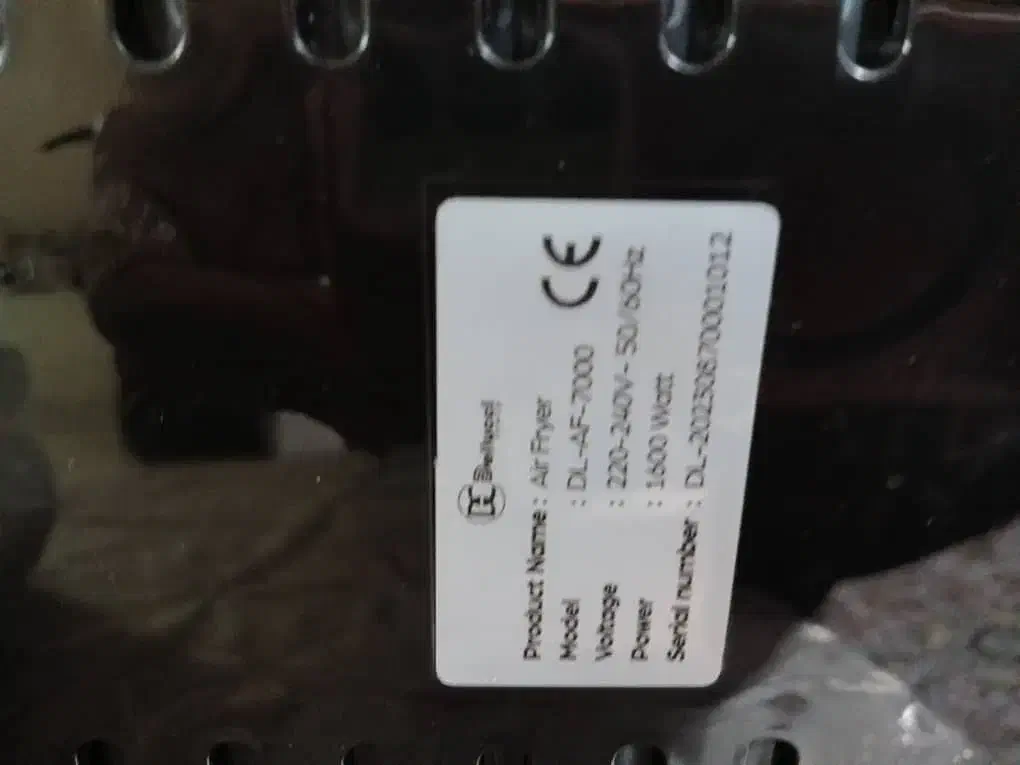 Product Name : Air Fryer
Model : DL-AF-7000
Voltage : 220-240V~ 50/60Hz
Power : 1600 Watt
Serial number : DL-20230870001012
CE